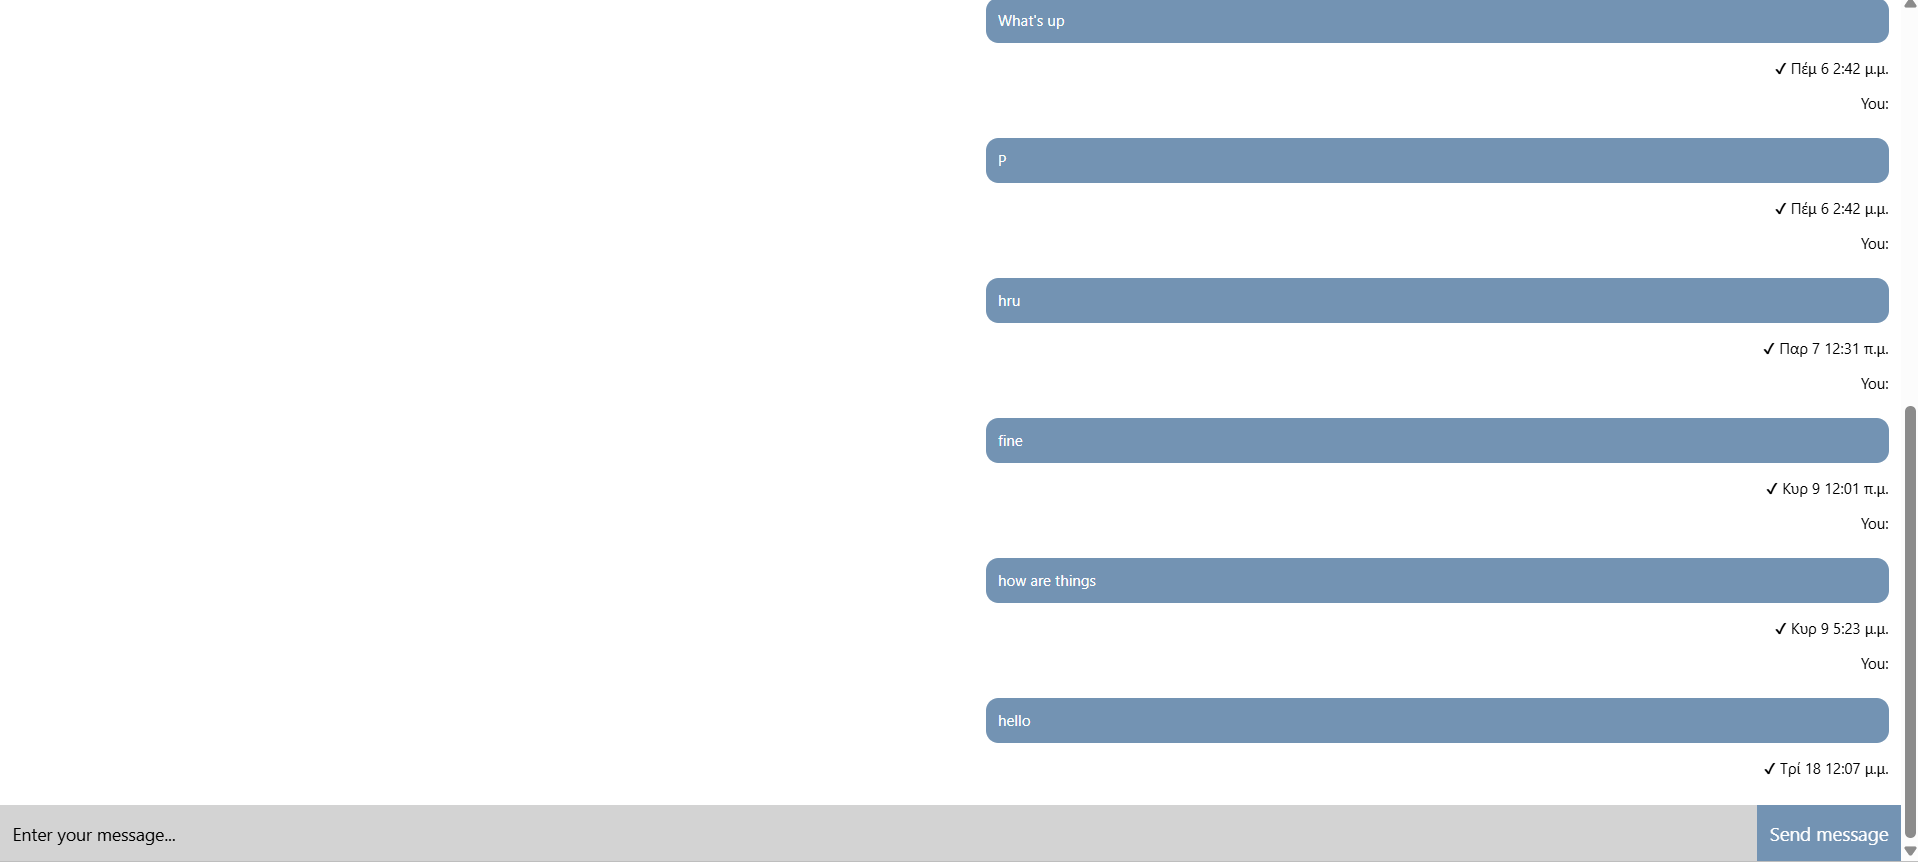 What's up
✓ Πέμ 6 2:42 μ.μ.
You:
P
✓ Πέμ 6 2:42 μ.μ.
You:
hru
✓ Παρ 7 12:31 π.μ.
You:
fine
✓ Κυρ 9 12:01 π.μ.
You:
how are things
✓ Κυρ 9 5:23 μ.μ.
You:
hello
✓ Τρί 18 12:07 μ.μ.
Enter your message...
Send message